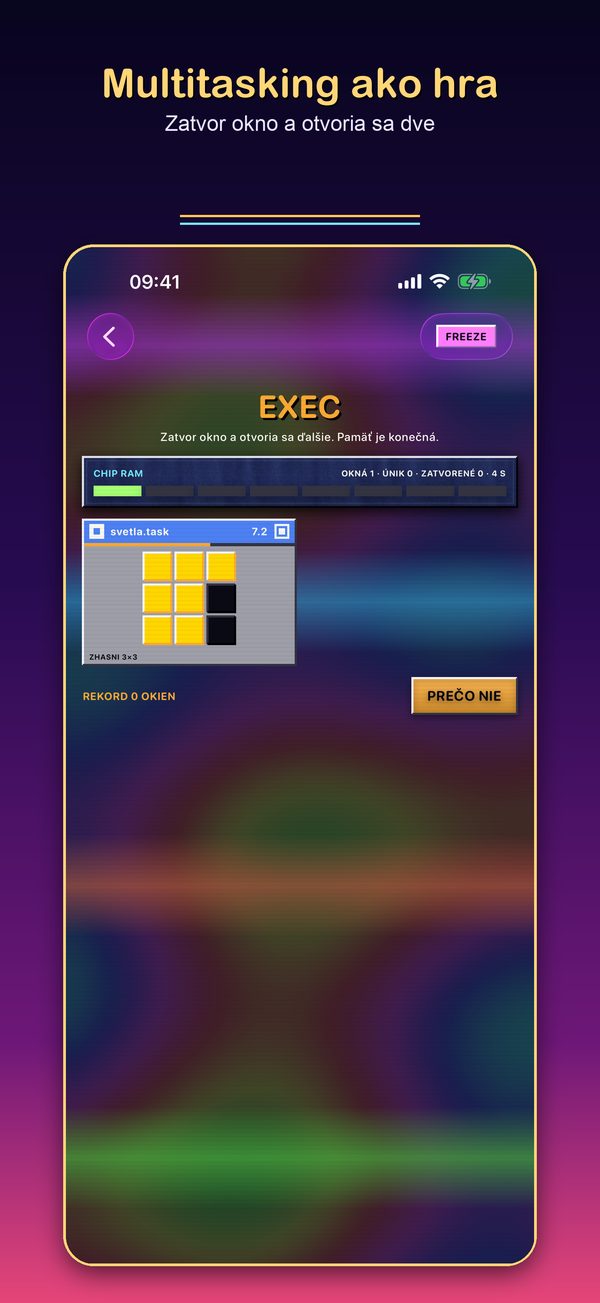 Multitasking ako hra
Zatvor okno a otvoria sa dve
09:41
FREEZE
EXEC
Zatvor okno a otvoria sa ďalšie. Pamäť je konečná.
CHIP RAM
OKNÁ 1 · ÚNIK 0 · ZATVORENÉ 0 · 4 S
svetla.task 7.2
ZHASNI 3×3
REKORD 0 OKIEN
PREČO NIE